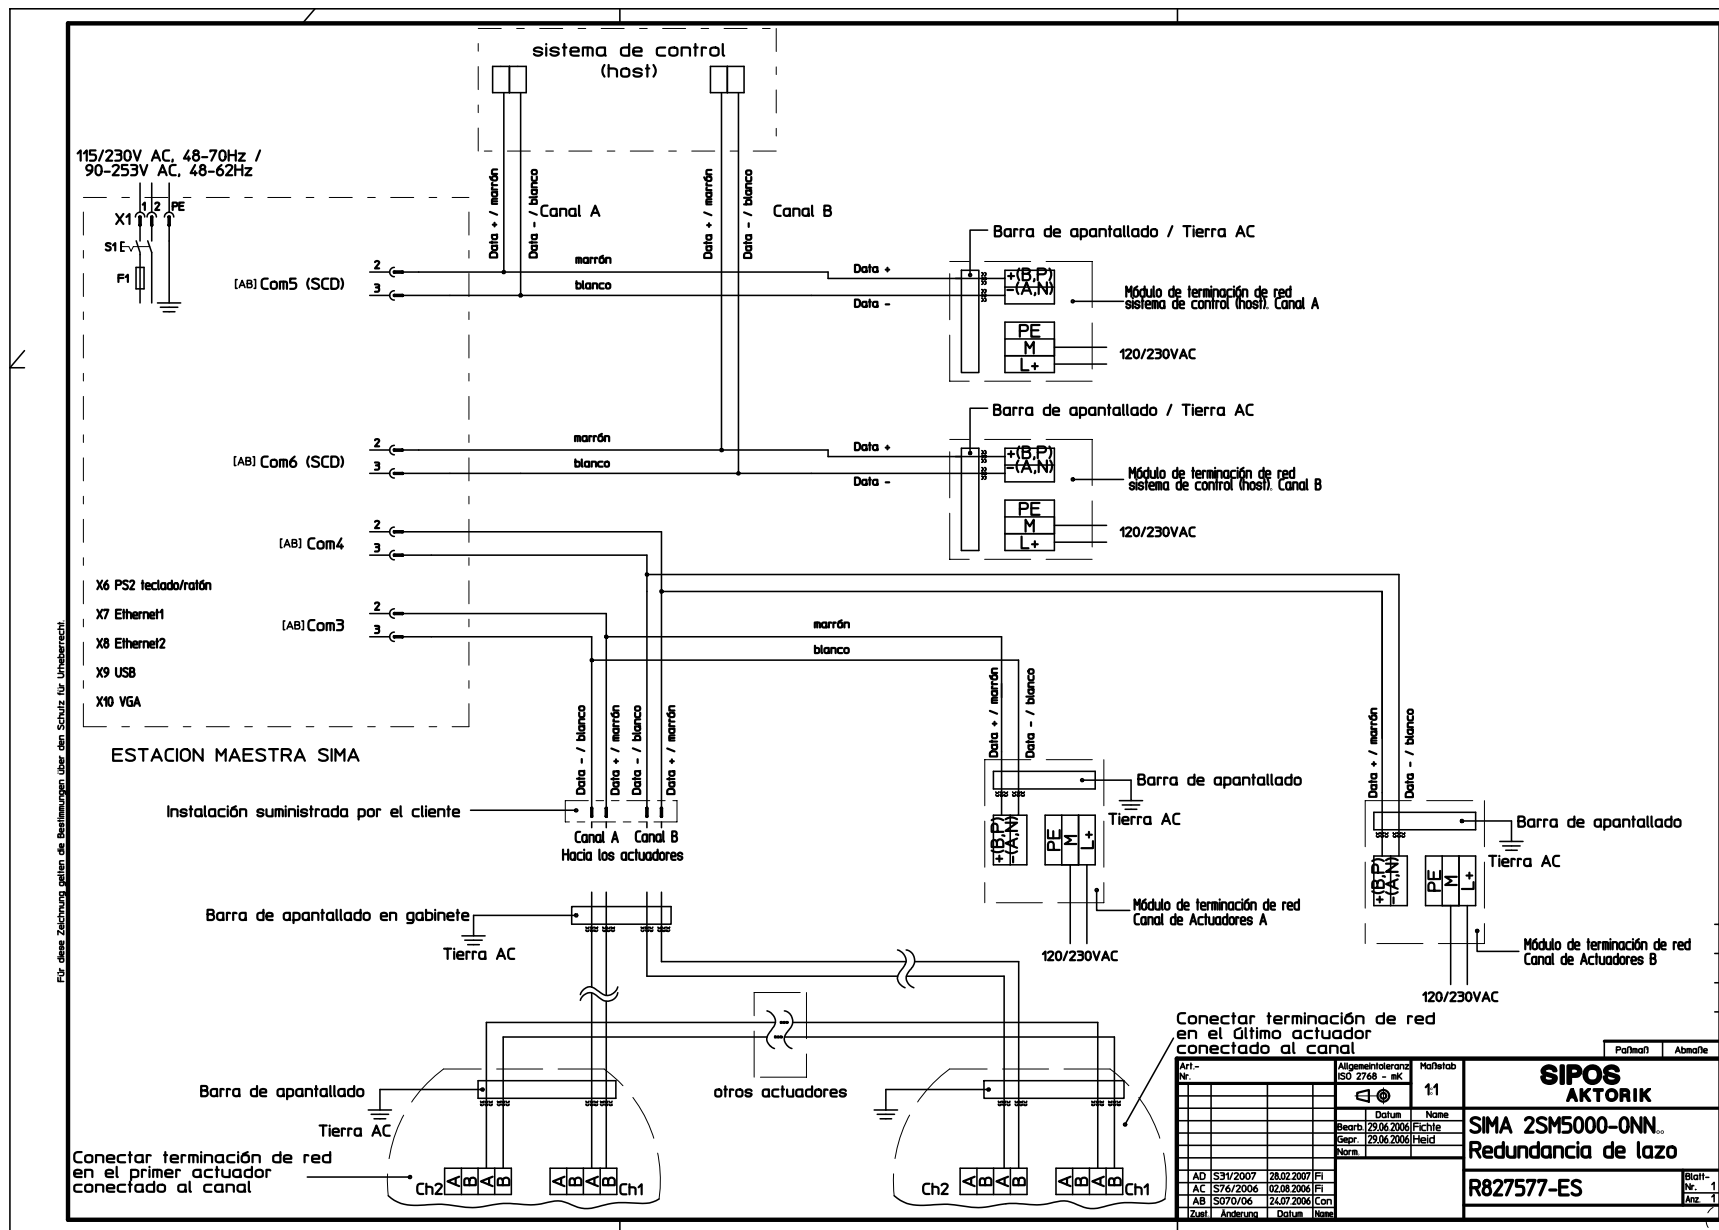 sistema de control
(host)
115/230V AC, 48-70Hz /
90-253V AC, 48-62Hz
X1
1
2
PE
S1
F1
Data + / marrón
Data - / blanco
Canal A
Data + / marrón
Data - / blanco
Canal B
[AB] Com5 (SCD)
2
3
marrón
blanco
Data +
Data -
Barra de apantallado / Tierra AC
+(B,P)
-(A,N)
PE
M
L+
Módulo de terminación de red
sistema de control (host). Canal A
120/230VAC
[AB] Com6 (SCD)
2
3
marrón
blanco
Data +
Data -
Barra de apantallado / Tierra AC
+(B,P)
-(A,N)
PE
M
L+
Módulo de terminación de red
sistema de control (host). Canal B
120/230VAC
[AB] Com4
2
3
[AB] Com3
2
3
marrón
blanco
X6 PS2 teclado/ratón
X7 Ethernet1
X8 Ethernet2
X9 USB
X10 VGA
ESTACION MAESTRA SIMA
Data - / blanco
Data + / marrón
Data - / blanco
Data + / marrón
Data + / marrón
Data - / blanco
Data + / marrón
Data - / blanco
Instalación suministrada por el cliente
Canal A
Canal B
Hacia los actuadores
Barra de apantallado
Tierra AC
+(B,P)
-(A,N)
PE
M
L+
Módulo de terminación de red
Canal de Actuadores A
120/230VAC
Barra de apantallado
Tierra AC
+(B,P)
-(A,N)
PE
M
L+
Módulo de terminación de red
Canal de Actuadores B
120/230VAC
Barra de apantallado en gabinete
Tierra AC
otros actuadores
Barra de apantallado
Tierra AC
Conectar terminación de red
en el primer actuador
conectado al canal
Ch2
A B A B
A B A B
Ch1
Ch2
A B A B
A B A B
Ch1
Conectar terminación de red
en el último actuador
conectado al canal
Für diese Zeichnung gelten die Bestimmungen über den Schutz für Urheberrecht.
Paßmaß
Abmaße
Art.-
Nr.
Allgemeintoleranz
ISO 2768 - mK
Maßstab
1:1
SIPOS
AKTORIK
Datum
Name
Bearb. 29.06.2006 Fichte
Gepr. 29.06.2006 Heid
Norm.
SIMA 2SM5000-0NN..
Redundancia de lazo
AD S31/2007 28.02.2007 Fi
AC S76/2006 02.08.2006 Fi
AB S070/06 24.07.2006 Con
Zust. Änderung Datum Name
R827577-ES
Blatt-
Nr. 1
Anz. 1